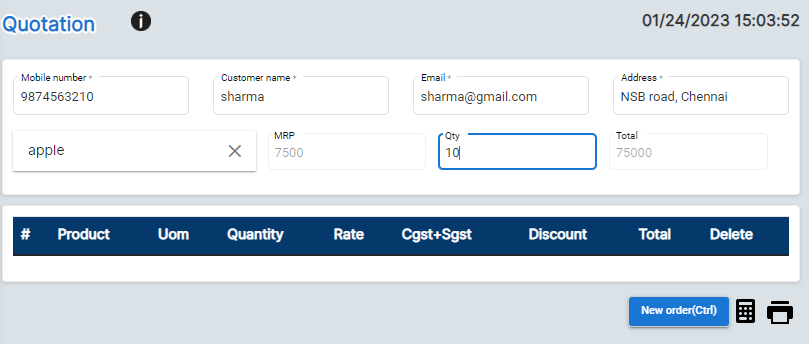 Quotation
01/24/2023 15:03:52
Mobile number * Customer name * Email * Address *
9874563210 sharma sharma@gmail.com NSB road, Chennai
MRP Qty Total
apple 7500 10 75000
# Product Uom Quantity Rate Cgst+Sgst Discount Total Delete
New order(Ctrl)